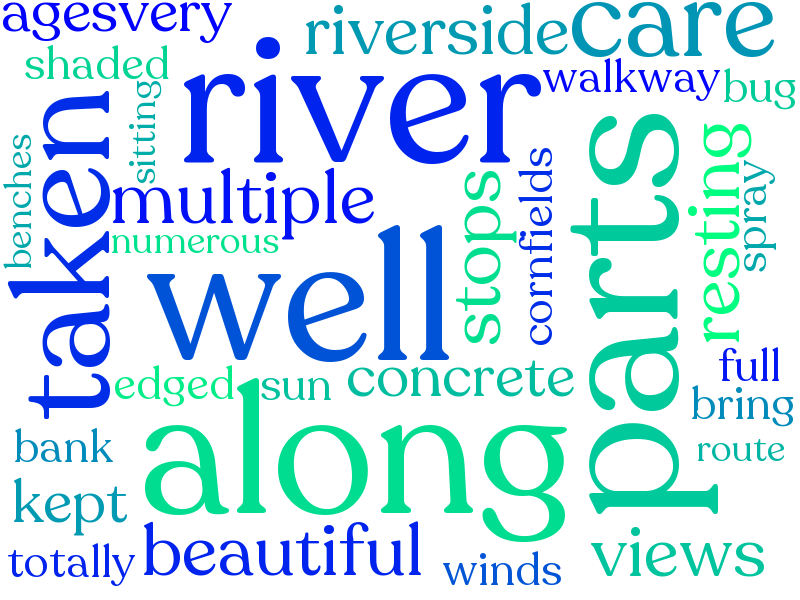 agesvery
riverside
care
shaded
river
walkway
bug
taken
sitting
benches
multiple
numerous
stops
cornfields
parts
resting
spray
well
edged
sun
concrete
full
bring
along
bank
route
kept
beautiful
totally
winds
views